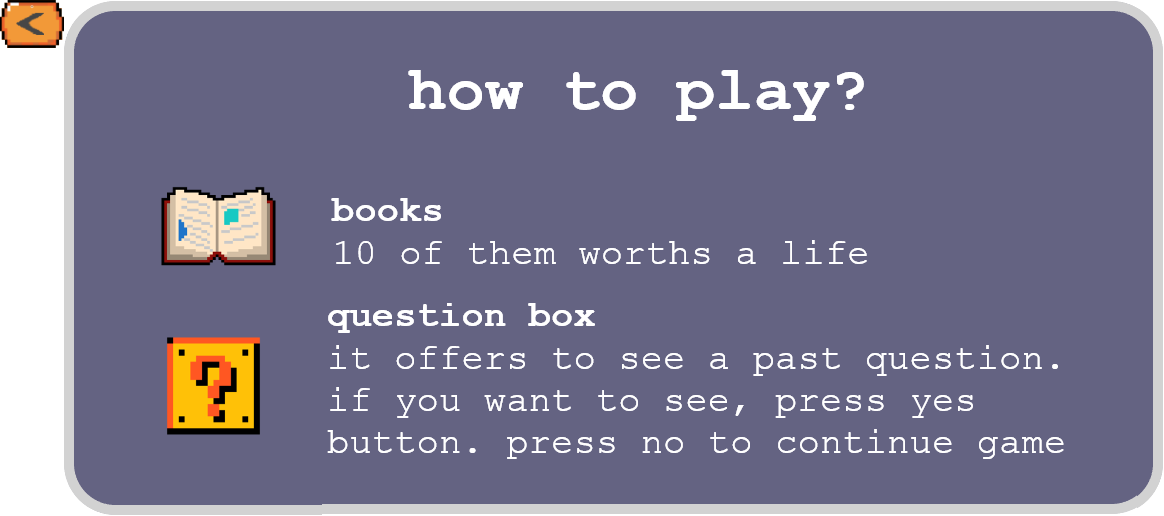 how to play?
books
10 of them worths a life
question box
it offers to see a past question.
if you want to see, press yes
button. press no to continue game